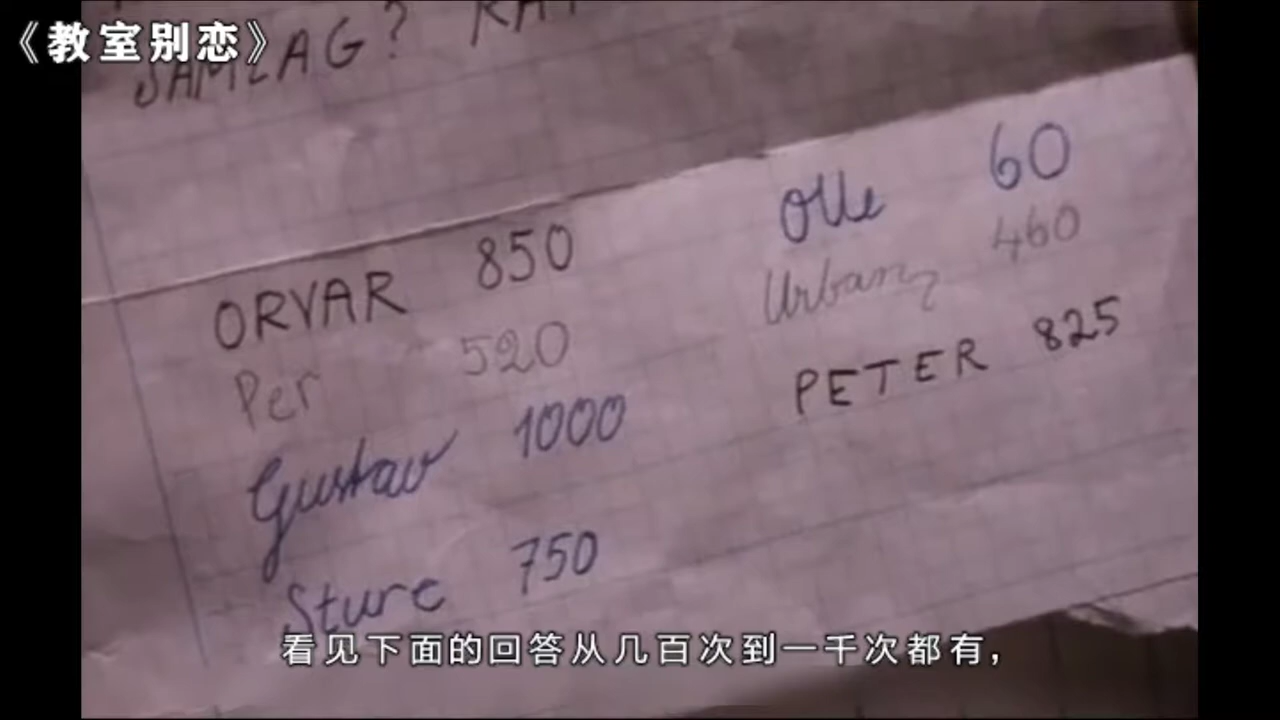 《教室别恋》
SAMLAG?
ORVAR 850
Per 520
Gustav 1000
Sture 750
Olle 60
Urban 460
PETER 825
看见下面的回答从几百次到一千次都有，